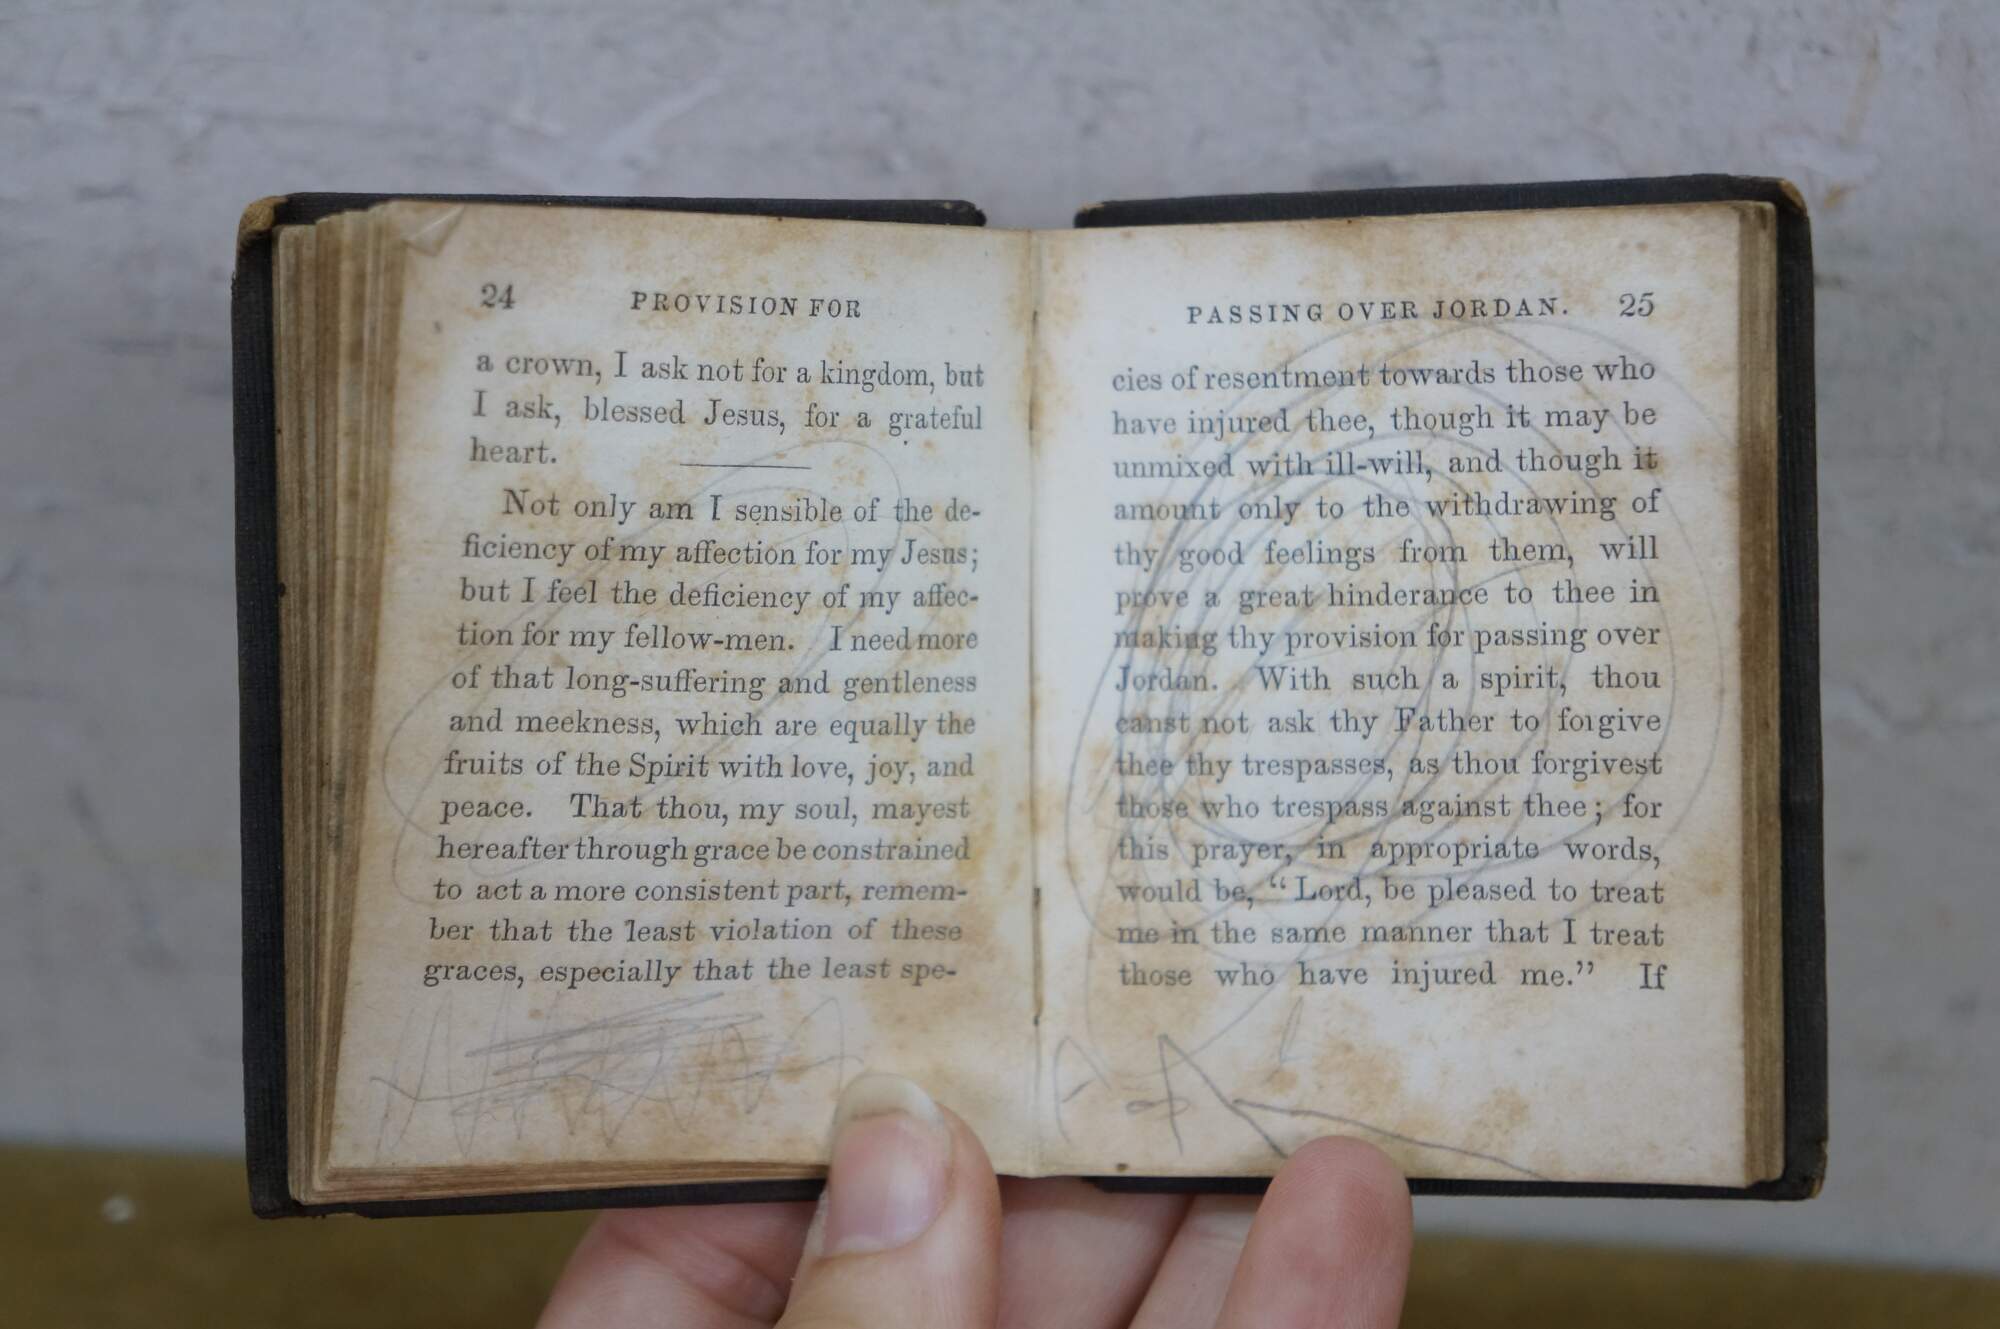 24 PROVISION FOR
a crown, I ask not for a kingdom, but
I ask, blessed Jesus, for a grateful
heart.
Not only am I sensible of the de-
ficiency of my affection for my Jesus;
but I feel the deficiency of my affec-
tion for my fellow-men. I need more
of that long-suffering and gentleness
and meekness, which are equally the
fruits of the Spirit with love, joy, and
peace. That thou, my soul, mayest
hereafter through grace be constrained
to act a more consistent part, remem-
ber that the least violation of these
graces, especially that the least spe-
PASSING OVER JORDAN. 25
cies of resentment towards those who
have injured thee, though it may be
unmixed with ill-will, and though it
amount only to the withdrawing of
thy good feelings from them, will
prove a great hinderance to thee in
making thy provision for passing over
Jordan. With such a spirit, thou
canst not ask thy Father to forgive
thee thy trespasses, as thou forgivest
those who trespass against thee; for
this prayer, in appropriate words,
would be, “Lord, be pleased to treat
me in the same manner that I treat
those who have injured me.” If